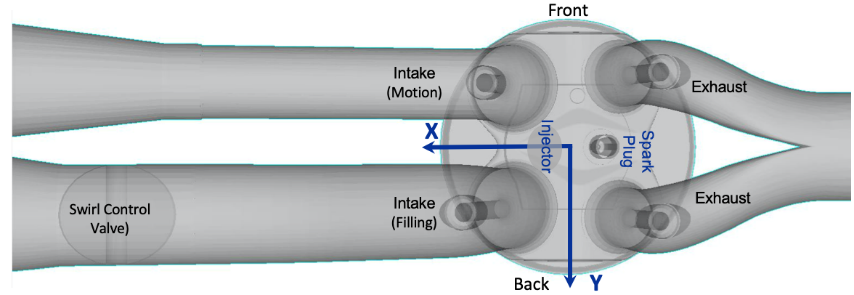 Front
Intake
(Motion)
Exhaust
X
Injector
Spark
Plug
Swirl Control
Valve)
Intake
(Filling)
Exhaust
Back
Y